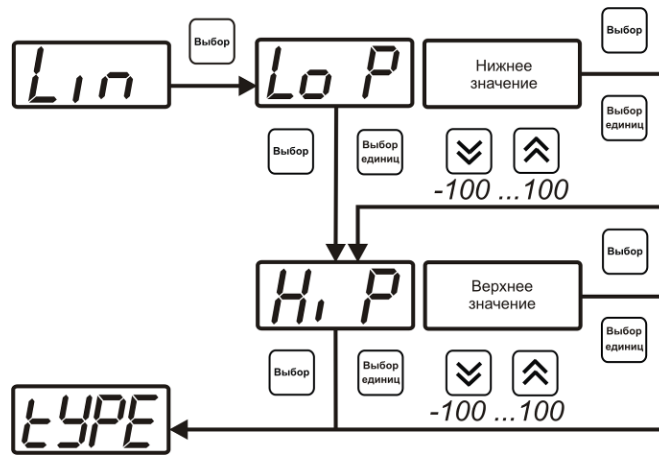 Выбор
Выбор
Lin
Lo P
Нижнее
значение
Выбор
единиц
Выбор
Выбор
единиц
-100 ...100
Выбор
Hi P
Верхнее
значение
Выбор
единиц
Выбор
Выбор
единиц
-100 ...100
tYPE